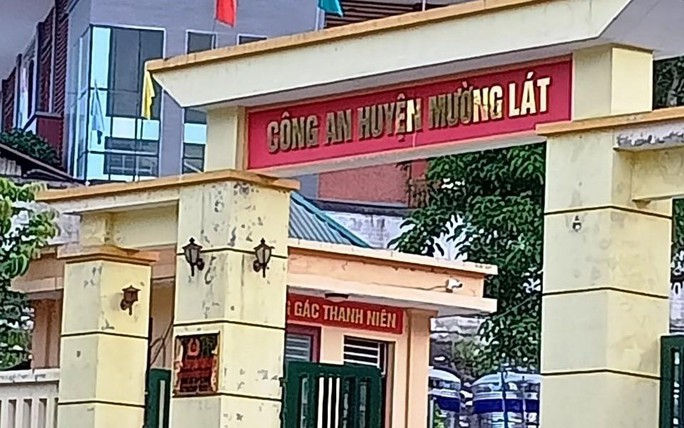 CÔNG AN HUYỆN MƯỜNG LÁT
GÁC THANH NIÊN